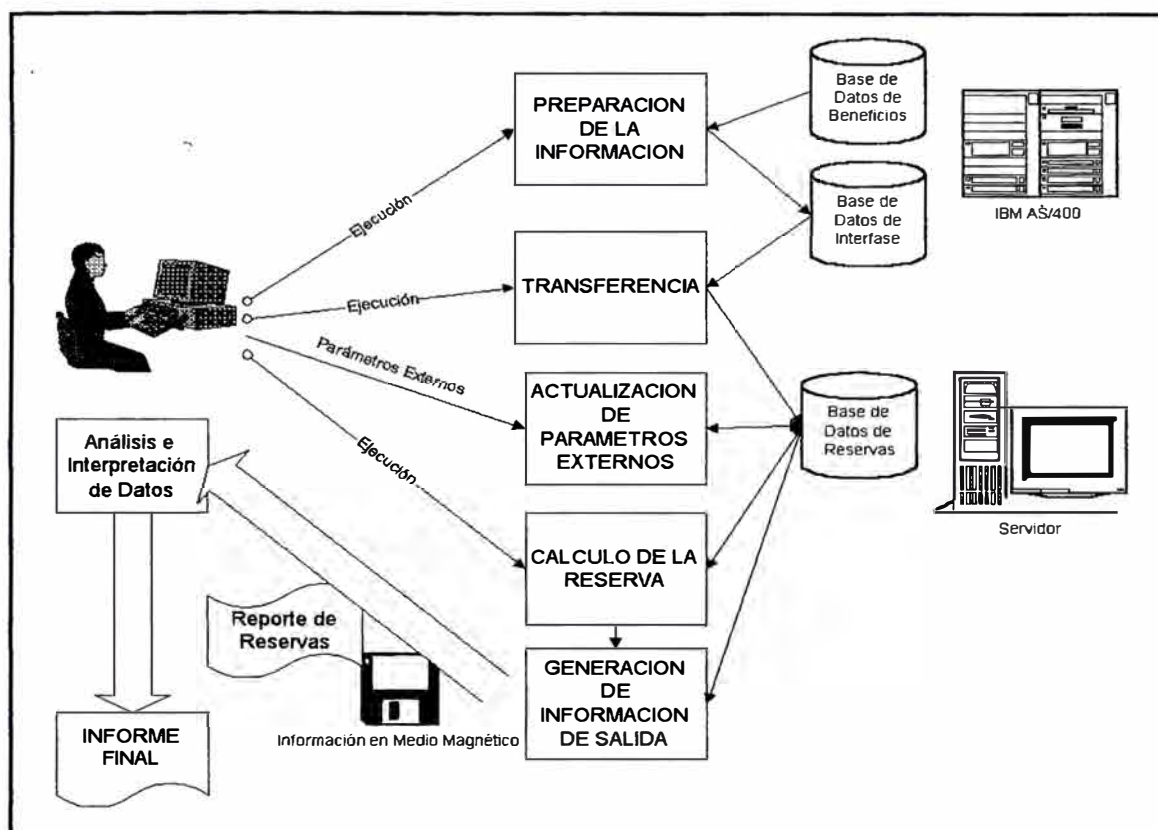 PREPARACION
DE LA
INFORMACION
Base de
Datos de
Beneficios
IBM AS/400
Base de
Datos de
Interfase
Ejecución
TRANSFERENCIA
Ejecución
Parámetros Externos
ACTUALIZACION
DE
PARAMETROS
EXTERNOS
Base de
Datos de
Reservas
Servidor
Análisis e
Interpretación
de Datos
Ejecución
CALCULO DE LA
RESERVA
Reporte de
Reservas
GENERACION
DE
INFORMACION
DE SALIDA
Información en Medio Magnético
INFORME
FINAL